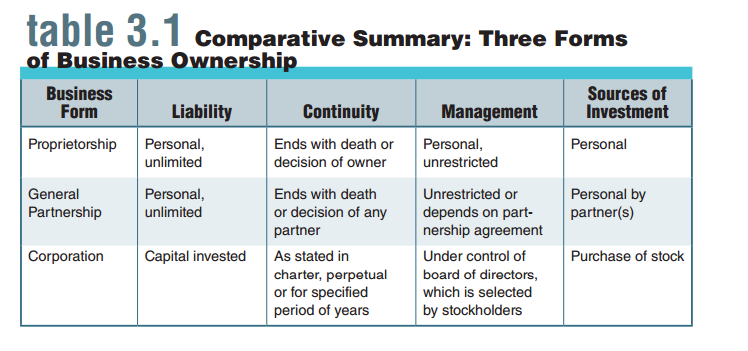 table 3.1 Comparative Summary: Three Forms
of Business Ownership
Business Form Liability Continuity Management Sources of Investment
Proprietorship Personal, unlimited Ends with death or decision of owner Personal, unrestricted Personal
General Partnership Personal, unlimited Ends with death or decision of any partner Unrestricted or depends on part-nership agreement Personal by partner(s)
Corporation Capital invested As stated in charter, perpetual or for specified period of years Under control of board of directors, which is selected by stockholders Purchase of stock